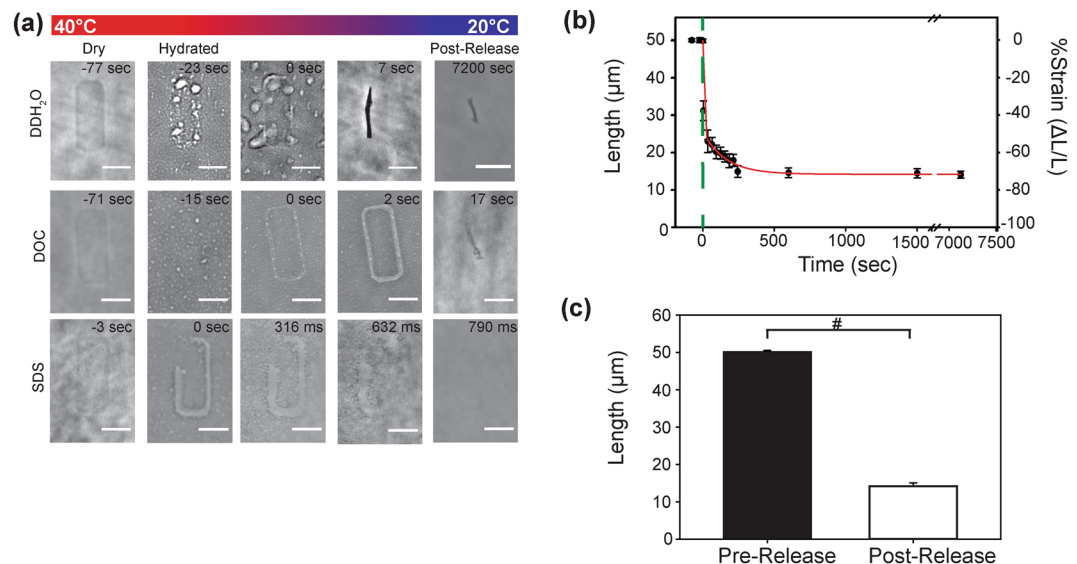 (a)
40°C 20°C
Dry Hydrated Post-Release
DDH2O
-77 sec -23 sec 0 sec 7 sec 7200 sec
DOC
-71 sec -15 sec 0 sec 2 sec 17 sec
SDS
-3 sec 0 sec 316 ms 632 ms 790 ms
(b)
Length (µm)
50
40
30
20
10
0
%Strain (ΔL/L)
0
-20
-40
-60
-80
-100
0 500 1000 1500 7000 7500
Time (sec)
(c)
Length (µm)
60
50
40
30
20
10
0
#
Pre-Release Post-Release